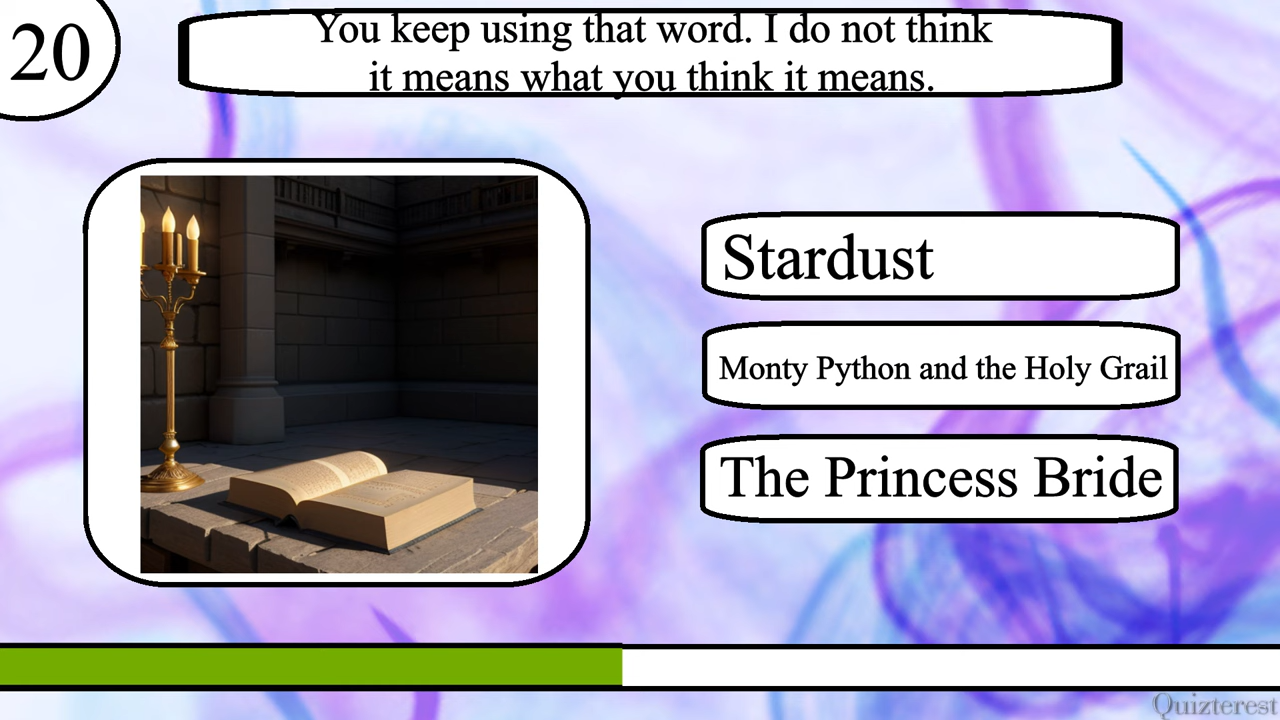 20
You keep using that word. I do not think
it means what you think it means.
Stardust
Monty Python and the Holy Grail
The Princess Bride
Quizterest